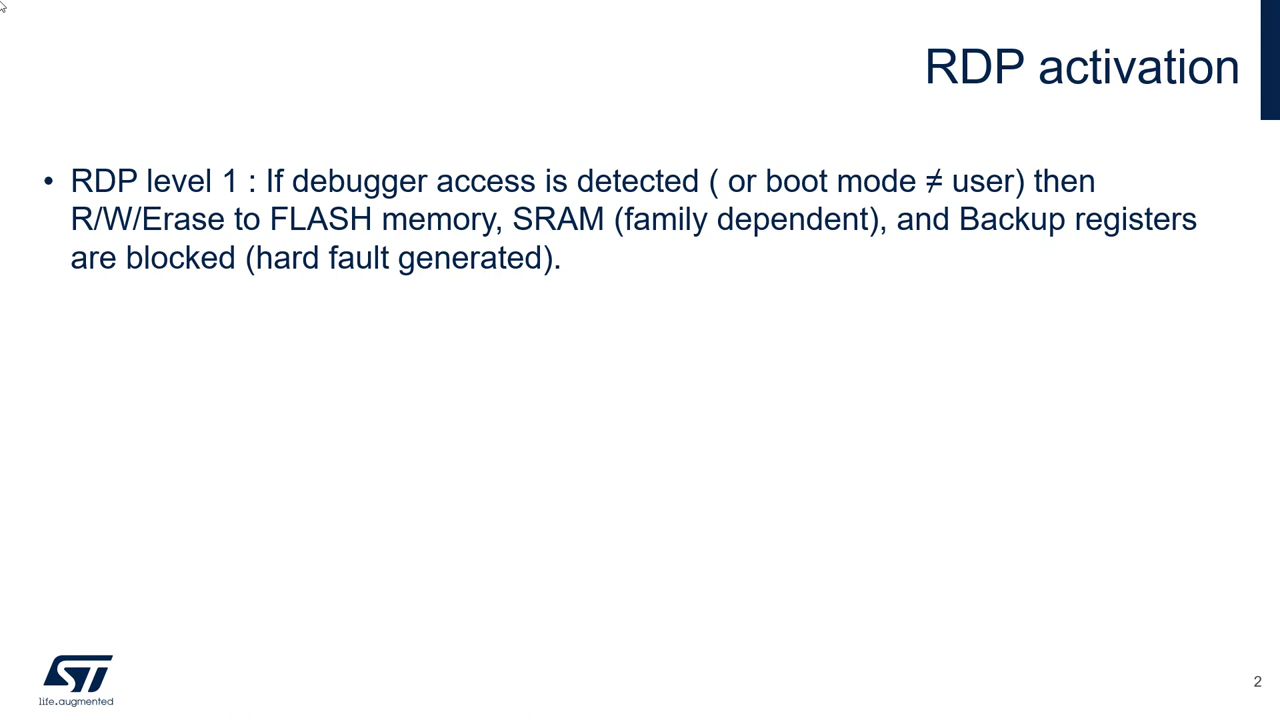 RDP activation
• RDP level 1 : If debugger access is detected ( or boot mode ≠ user) then
R/W/Erase to FLASH memory, SRAM (family dependent), and Backup registers
are blocked (hard fault generated).
ST
life.augmented
2